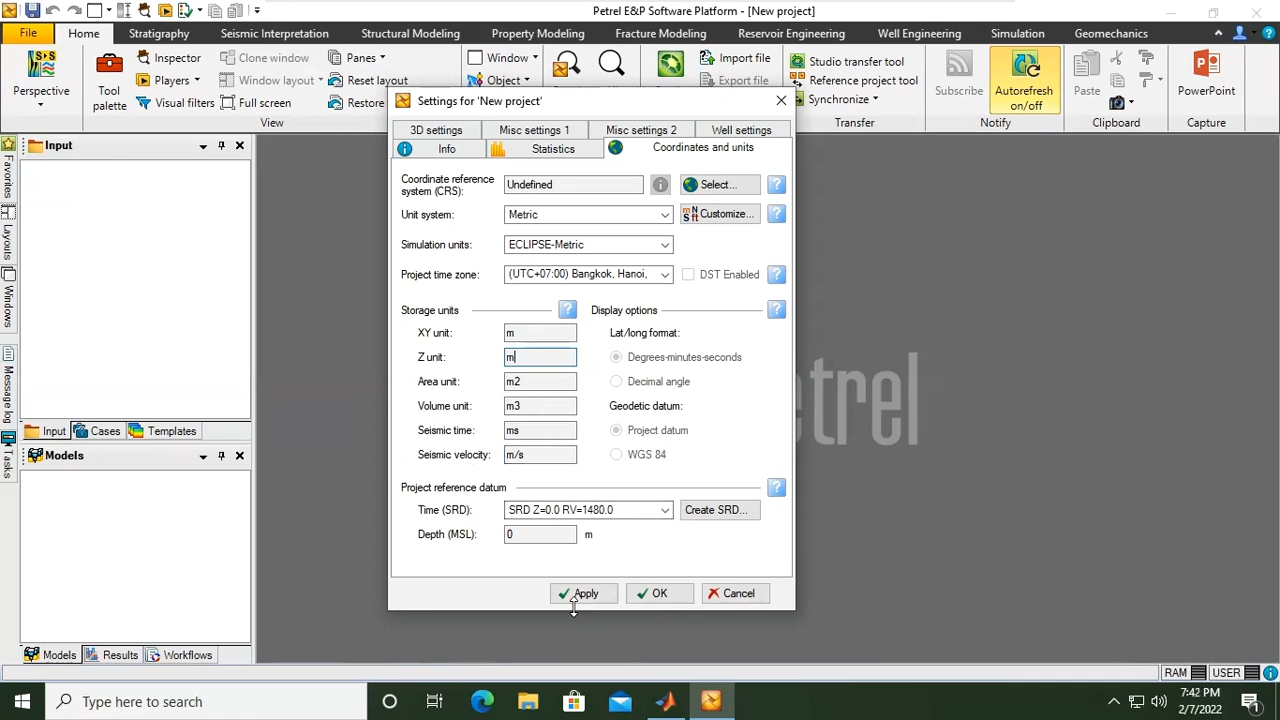 Petrel E&P Software Platform - [New project]
File Home Stratigraphy Seismic Interpretation Structural Modeling Property Modeling Fracture Modeling Reservoir Engineering Well Engineering Simulation Geomechanics
Perspective
Tool palette
Inspector
Players
Visual filters
Clone window
Window layout
Full screen
Panes
Reset layout
Restore
View
Window
Object
Import file
Export file
Studio transfer tool
Reference project tool
Synchronize
Transfer
Subscribe
Autorefresh on/off
Notify
Paste
Clipboard
PowerPoint
Capture
Favorites
Layouts
Windows
Message log
Tasks
Input
Input Cases Templates
Models
Models Results Workflows
Settings for 'New project'
3D settings Misc settings 1 Misc settings 2 Well settings
Info Statistics Coordinates and units
Coordinate reference
system (CRS): Undefined Select...
Unit system: Metric Customize...
Simulation units: ECLIPSE-Metric
Project time zone: (UTC+07:00) Bangkok, Hanoi, DST Enabled
Storage units Display options
XY unit: m Lat/long format:
Z unit: m Degrees-minutes-seconds
Area unit: m2 Decimal angle
Volume unit: m3 Geodetic datum:
Seismic time: ms Project datum
Seismic velocity: m/s WGS 84
Project reference datum
Time (SRD): SRD Z=0.0 RV=1480.0 Create SRD...
Depth (MSL): 0 m
Apply OK Cancel
etrel
RAM USER
Type here to search
7:42 PM
2/7/2022